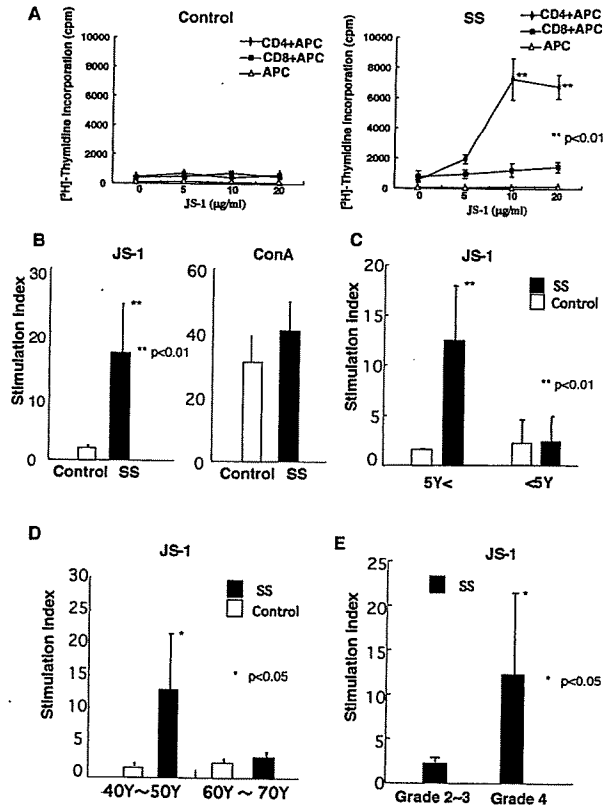 A
Control
[³H]-Thymidine Incorporation (cpm)
10000
8000
6000
4000
2000
0
CD4+APC
CD8+APC
APC
0 5 10 20
JS-1 (μg/ml)
SS
[³H]-Thymidine Incorporation (cpm)
10000
8000
6000
4000
2000
0
CD4+APC
CD8+APC
APC
**
**
** p<0.01
0 5 10 20
JS-1 (μg/ml)
B
JS-1
Stimulation Index
30
20
10
0
**
** p<0.01
Control SS
ConA
60
40
20
0
Control SS
C
JS-1
Stimulation Index
20
15
10
5
0
SS
Control
**
** p<0.01
5Y< <5Y
D
JS-1
Stimulation Index
30
25
20
15
10
5
0
SS
Control
*
* p<0.05
40Y~50Y 60Y~70Y
E
JS-1
Stimulation Index
25
20
15
10
5
0
SS
*
* p<0.05
Grade 2~3 Grade 4